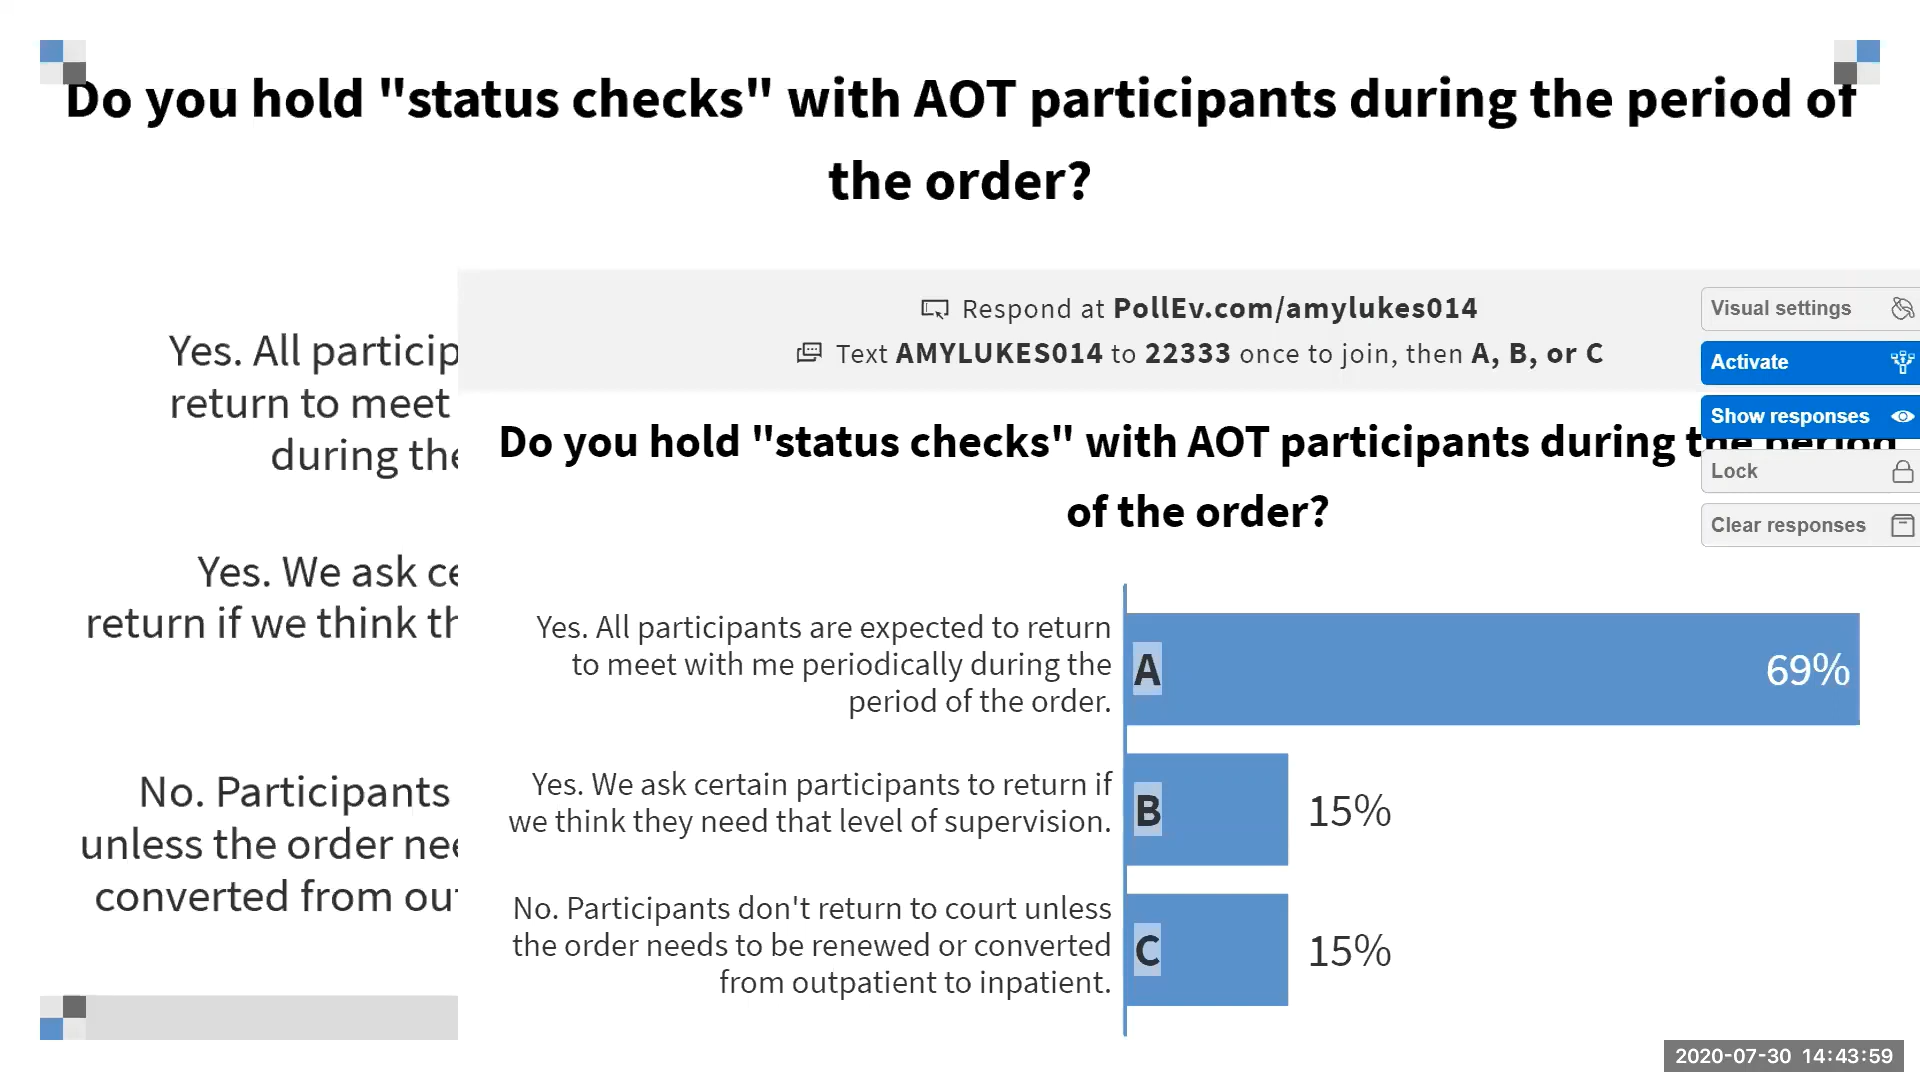 Do you hold "status checks" with AOT participants during the period of
the order?
Yes. All particip
return to meet
during the
Yes. We ask ce
return if we think th
No. Participants
unless the order nee
converted from out
Respond at PollEv.com/amylukes014
Text AMYLUKES014 to 22333 once to join, then A, B, or C
Visual settings
Activate
Show responses
Lock
Clear responses
Do you hold "status checks" with AOT participants during the period
of the order?
Yes. All participants are expected to return
to meet with me periodically during the
period of the order.
A
69%
Yes. We ask certain participants to return if
we think they need that level of supervision.
B
15%
No. Participants don't return to court unless
the order needs to be renewed or converted
from outpatient to inpatient.
C
15%
2020-07-30 14:43:59